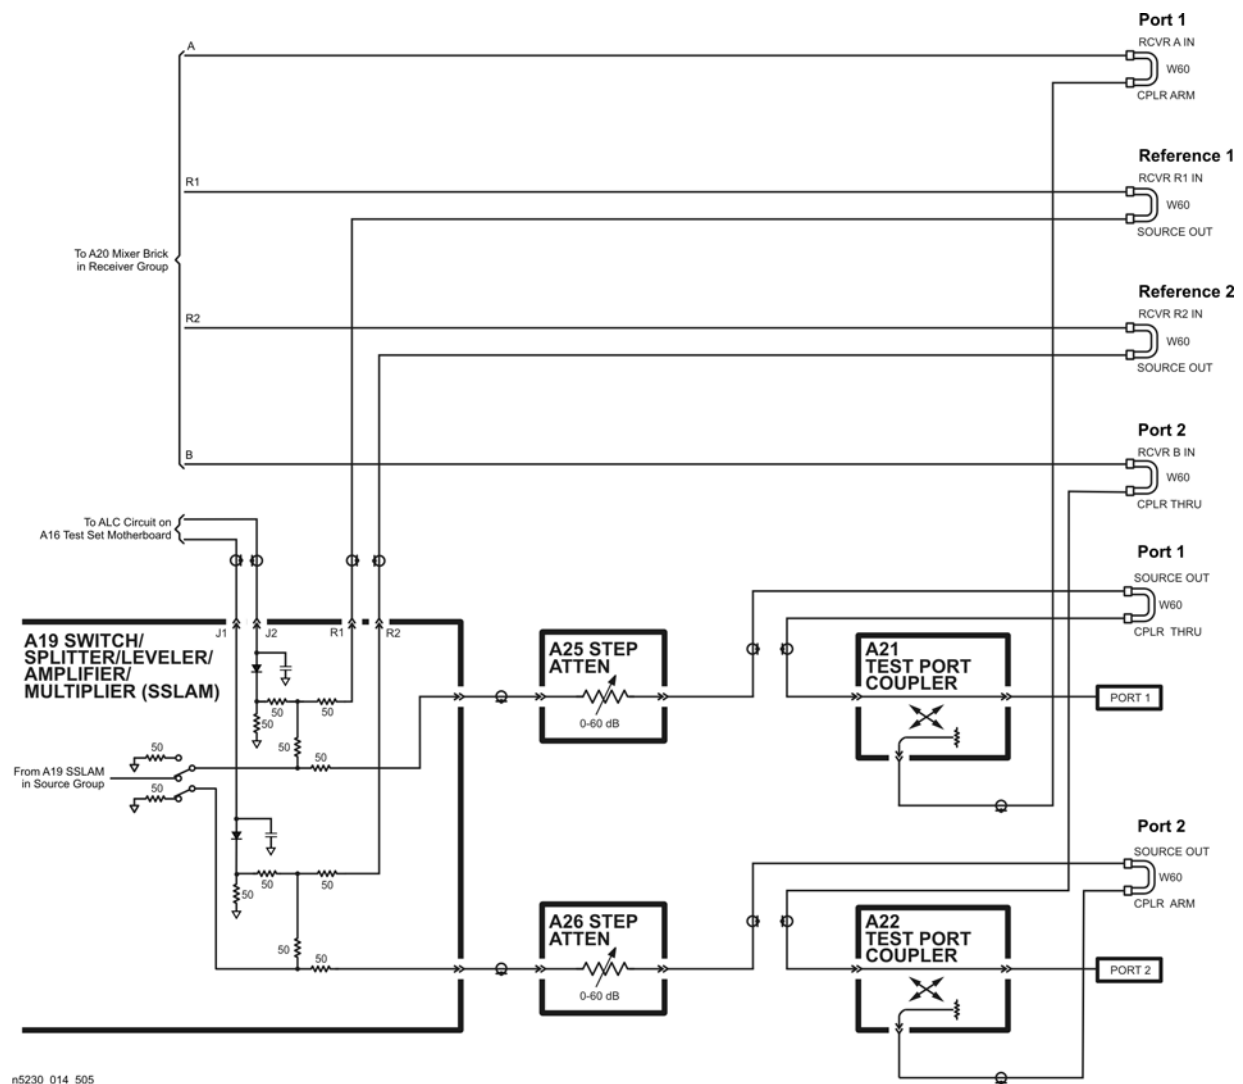 Port 1
RCVR A IN
W60
CPLR ARM
A
Reference 1
RCVR R1 IN
W60
SOURCE OUT
R1
To A20 Mixer Brick
in Receiver Group
Reference 2
RCVR R2 IN
W60
SOURCE OUT
R2
Port 2
RCVR B IN
W60
CPLR THRU
B
To ALC Circuit on
A16 Test Set Motherboard
Port 1
SOURCE OUT
W60
CPLR THRU
J1
J2
R1
R2
A19 SWITCH/
SPLITTER/LEVELER/
AMPLIFIER/
MULTIPLIER (SSLAM)
A25 STEP
ATTEN
0-60 dB
A21
TEST PORT
COUPLER
PORT 1
50
50
50
50
50
50
From A19 SSLAM
in Source Group
50
50
50
50
50
50
Port 2
SOURCE OUT
W60
CPLR ARM
A26 STEP
ATTEN
0-60 dB
A22
TEST PORT
COUPLER
PORT 2
n5230_014_505